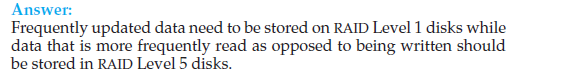 Answer:
Frequently updated data need to be stored on RAID Level 1 disks while
data that is more frequently read as opposed to being written should
be stored in RAID Level 5 disks.